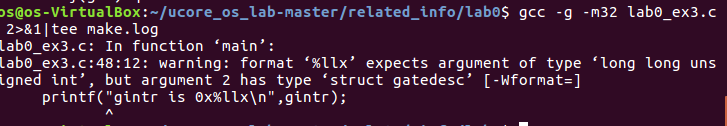 os@os-VirtualBox:~/ucore_os_lab-master/related_info/lab0$ gcc -g -m32 lab0_ex3.c
 2>&1|tee make.log
lab0_ex3.c: In function ‘main’:
lab0_ex3.c:48:12: warning: format ‘%llx’ expects argument of type ‘long long uns
igned int’, but argument 2 has type ‘struct gatedesc’ [-Wformat=]
     printf("gintr is 0x%llx\n",gintr);
            ^